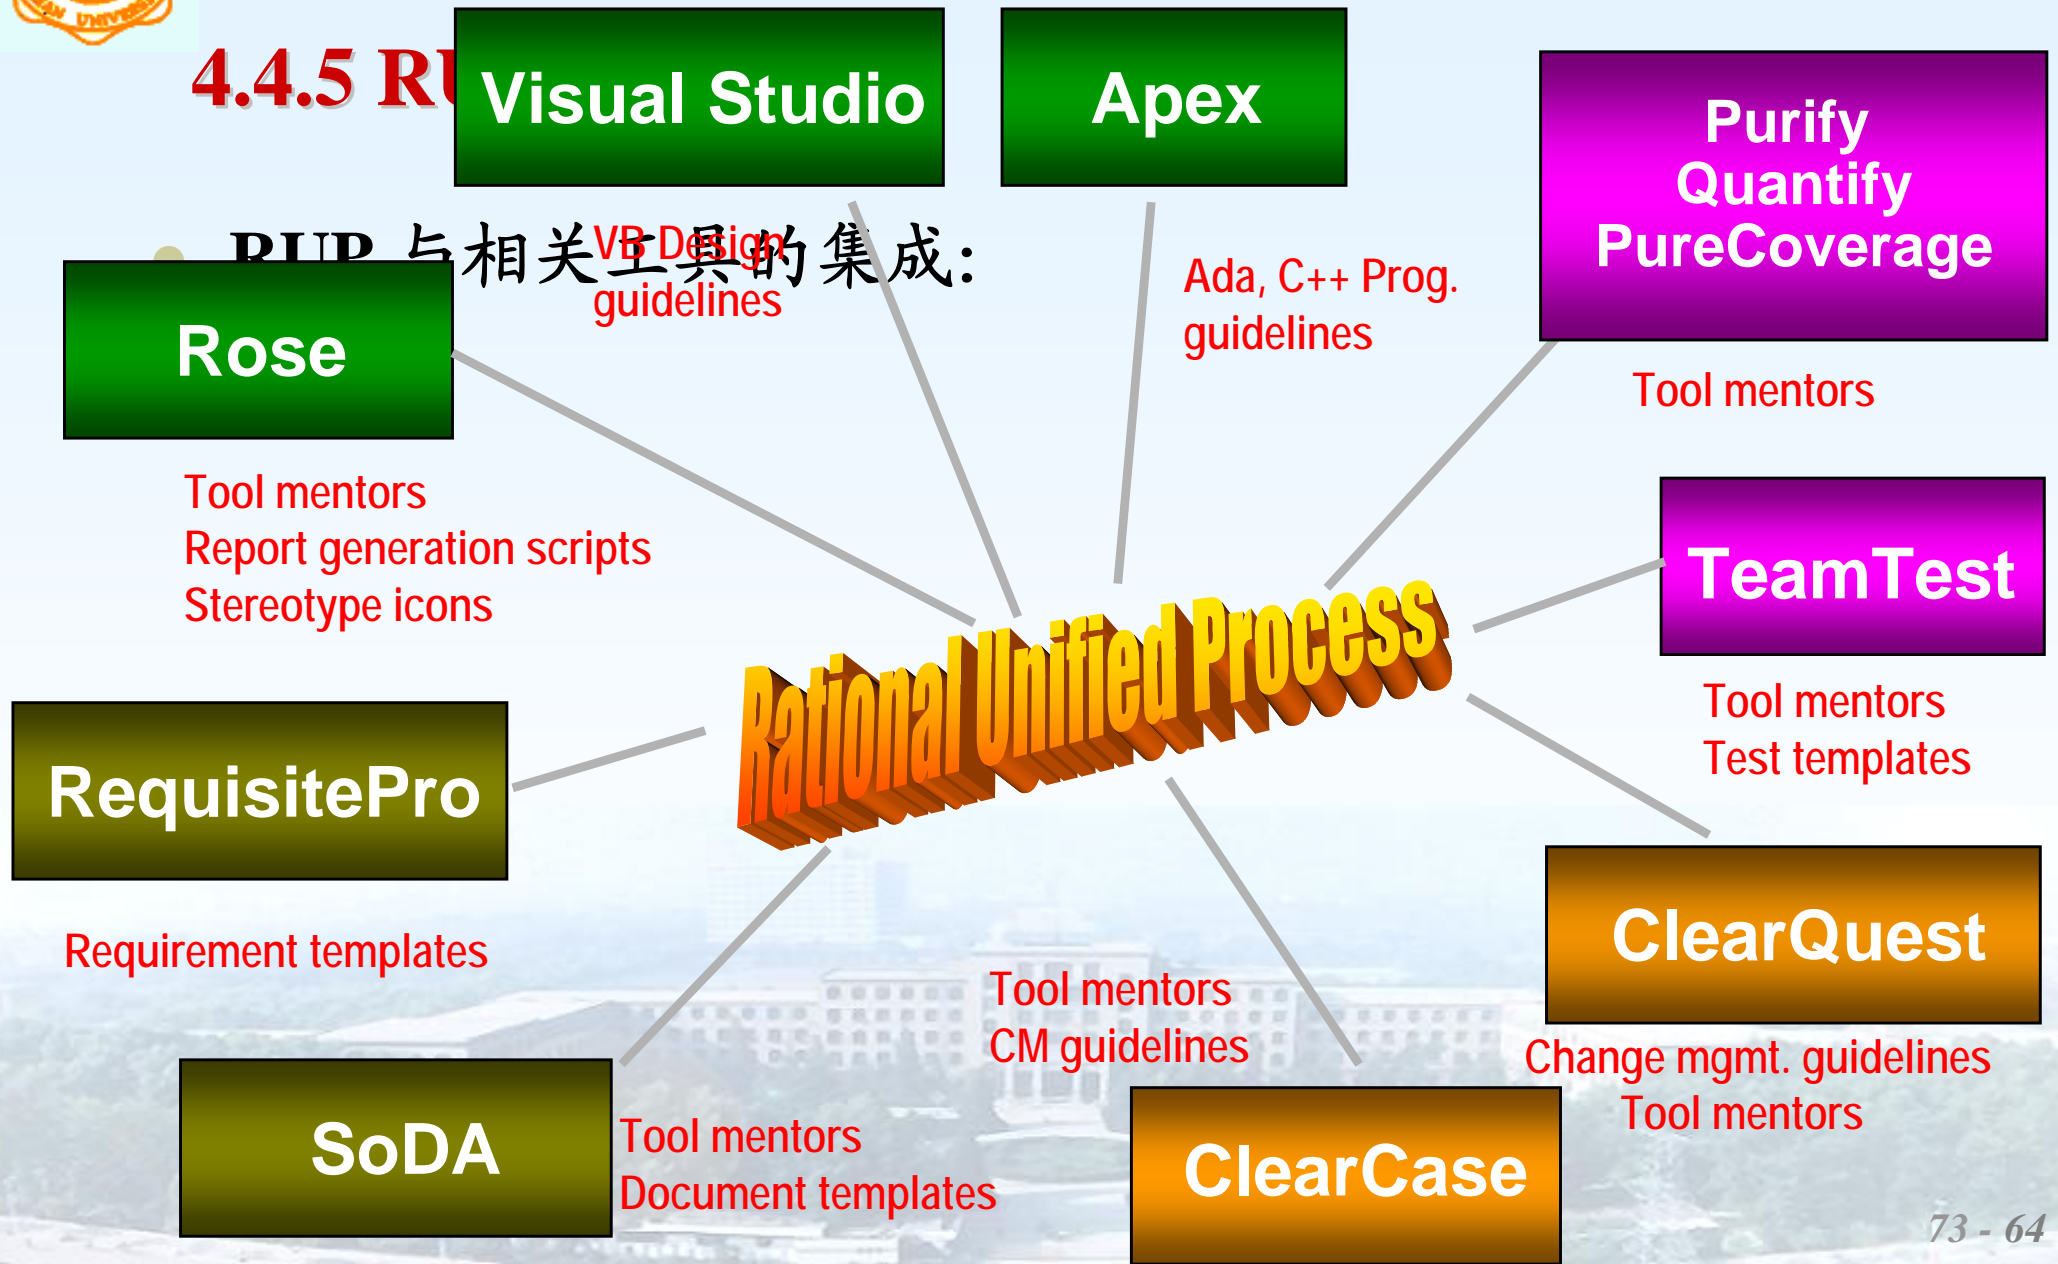 4.4.5
Visual Studio
Apex
Purify
Quantify
PureCoverage
RUP 与相关工具的集成:
VB Design
guidelines
Ada, C++ Prog.
guidelines
Rose
Tool mentors
Tool mentors
Report generation scripts
Stereotype icons
TeamTest
Tool mentors
Test templates
Rational Unified Process
RequisitePro
Requirement templates
ClearQuest
Change mgmt. guidelines
Tool mentors
Tool mentors
CM guidelines
SoDA
Tool mentors
Document templates
ClearCase
73 - 64